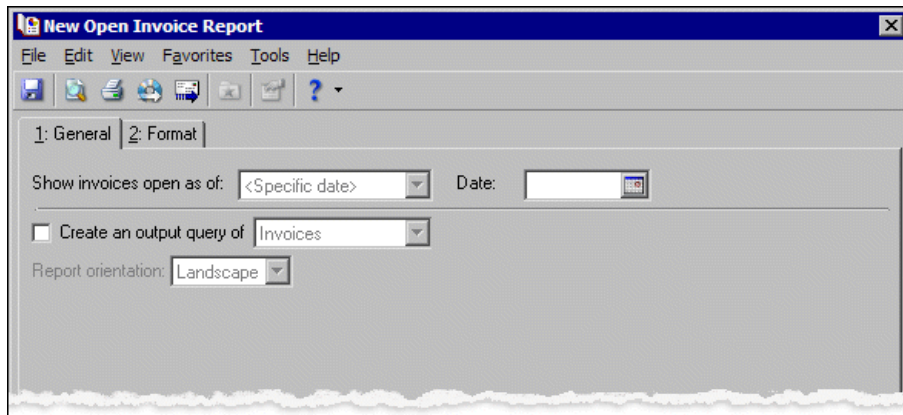 New Open Invoice Report
File Edit View Favorites Tools Help
1: General 2: Format
Show invoices open as of: <Specific date> Date:
Create an output query of Invoices
Report orientation: Landscape